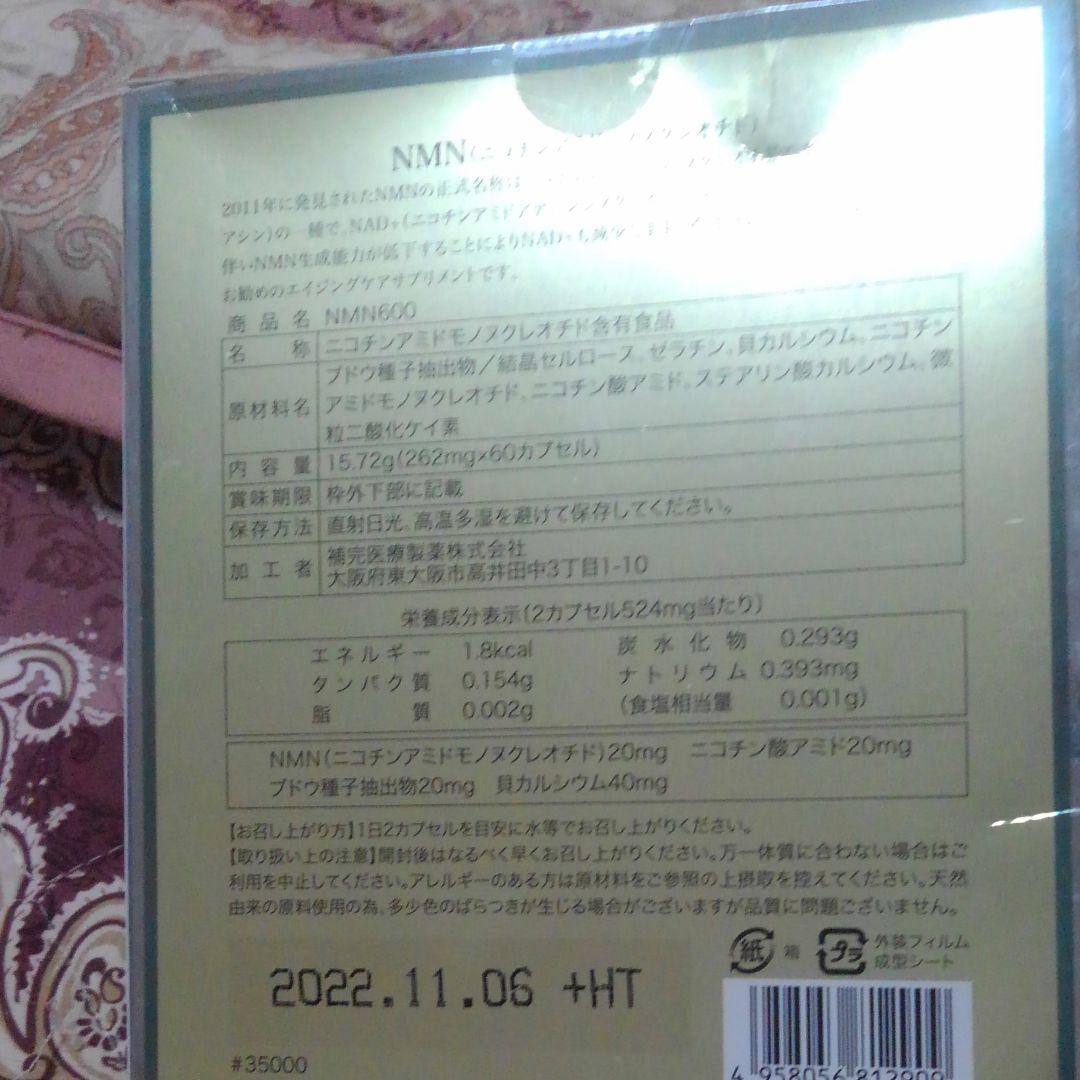 NMN(ニコチン
2011年に発見されたNMNの正式名称は
アシン)の一種で、NAD+(ニコチンアミドアデ
伴いNMN生成能力が低下することによりNAD+も減少し
お勧めのエイジングケアサプリメントです。
商品名 NMN600
名称 ニコチンアミドモノヌクレオチド含有食品
原材料名 ブドウ種子抽出物/結晶セルロース、ゼラチン、貝カルシウム、ニコチン
アミドモノヌクレオチド、ニコチン酸アミド、ステアリン酸カルシウム、微
粒二酸化ケイ素
内容量 15.72g(262mg×60カプセル)
賞味期限 枠外下部に記載
保存方法 直射日光、高温多湿を避けて保存してください。
加工者 補完医療製薬株式会社
大阪府東大阪市高井田中3丁目1-10
栄養成分表示(2カプセル524mg当たり)
エネルギー 1.8kcal 炭水化物 0.293g
タンパク質 0.154g ナトリウム 0.393mg
脂質 0.002g (食塩相当量 0.001g)
NMN(ニコチンアミドモノヌクレオチド)20mg ニコチン酸アミド20mg
ブドウ種子抽出物20mg 貝カルシウム40mg
【お召し上がり方】1日2カプセルを目安に水等でお召し上がりください。
【取り扱い上の注意】開封後はなるべく早くお召し上がりください。万一体質に合わない場合はご
利用を中止してください。アレルギーのある方は原材料をご参照の上摂取を控えてください。天然
由来の原料使用の為、多少色のばらつきが生じる場合がございますが品質に問題ございません。
紙 箱 プラ 外装フィルム
成型シート
2022.11.06 +HT
#35000
4 958056 812909